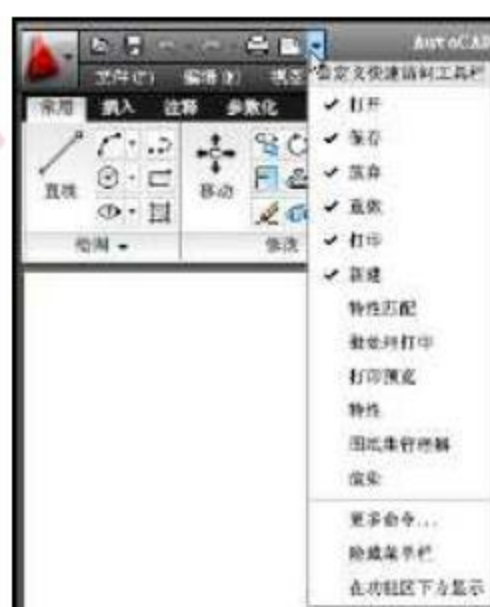 AutoCAD
文件(F) 编辑(E) 视图
自定义快速访问工具栏
常用 插入 注释 参数化
打开
保存
放弃
重做
打印
新建
特性匹配
批处理打印
打印预览
特性
图纸集管理器
渲染
更多命令...
隐藏菜单栏
在功能区下方显示
直线
移动
绘图
修改